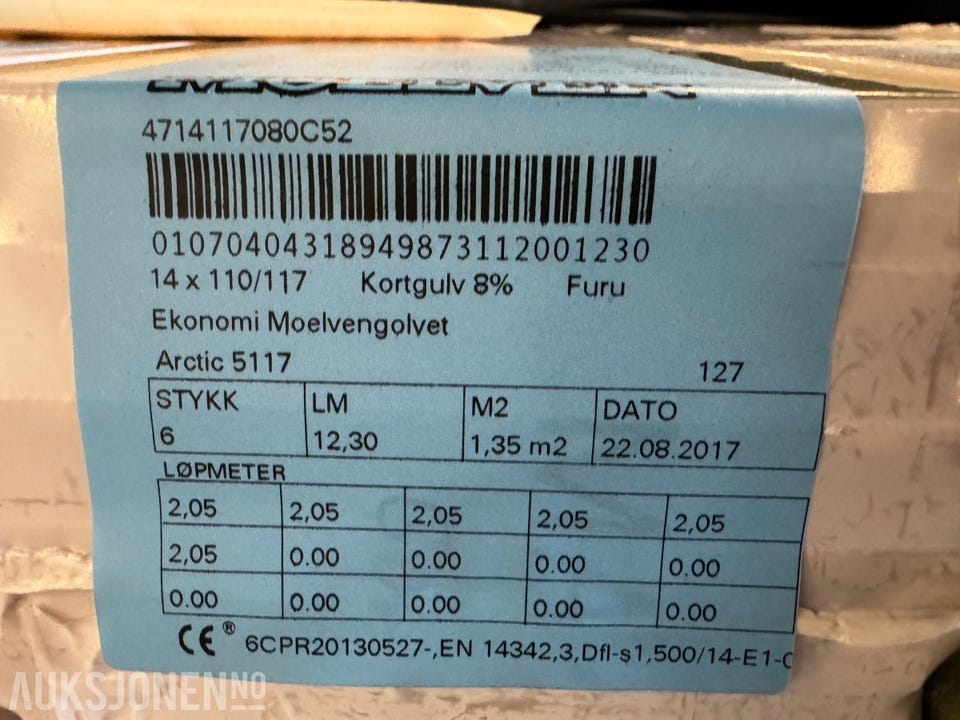 MOELVEN
4714117080C52
01070404318949873112001230
14 x 110/117 Kortgulv 8% Furu
Ekonomi Moelvengolvet
Arctic 5117 127
STYKK LM M2 DATO
6 12,30 1,35 m2 22.08.2017
LØPMETER
2,05 2,05 2,05 2,05 2,05
2,05 0.00 0.00 0.00 0.00
0.00 0.00 0.00 0.00 0.00
CE® 6CPR20130527-,EN 14342,3,Dfl-s1,500/14-E1-
AUKSJONEN.NO